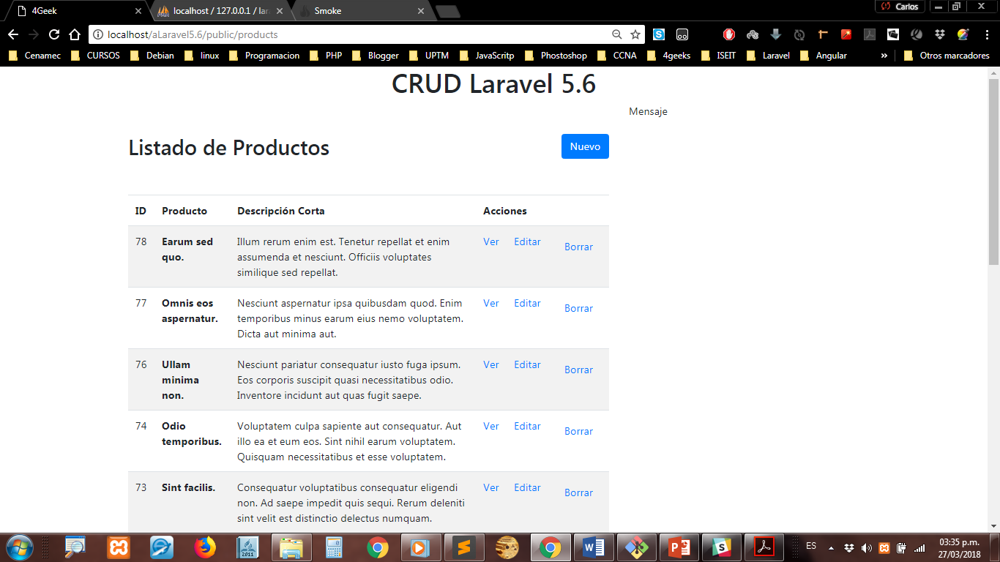 4Geek
localhost / 127.0.0.1 / lar
Smoke
Carlos
localhost/aLaravel5.6/public/products
Cenamec
CURSOS
Debian
linux
Programacion
PHP
Blogger
UPTM
JavaScritp
Phostoshop
CCNA
4geeks
ISEIT
Laravel
Angular
»
Otros marcadores
CRUD Laravel 5.6
Mensaje
Listado de Productos
Nuevo
ID Producto Descripción Corta Acciones
78 Earum sed Illum rerum enim est. Tenetur repellat et enim Ver Editar Borrar
quo. assumenda et nesciunt. Officiis voluptates
similique sed repellat.
77 Omnis eos Nesciunt aspernatur ipsa quibusdam quod. Enim Ver Editar Borrar
aspernatur. temporibus minus earum eius nemo voluptatem.
Dicta aut minima aut.
76 Ullam Nesciunt pariatur consequatur iusto fuga ipsum. Ver Editar Borrar
minima Eos corporis suscipit quasi necessitatibus odio.
non. Inventore incidunt aut quas fugit saepe.
74 Odio Voluptatem culpa sapiente aut consequatur. Aut Ver Editar Borrar
temporibus. illo ea et eum eos. Sint nihil earum voluptatem.
Quisquam necessitatibus et esse voluptatem.
73 Sint facilis. Consequatur voluptatibus consequatur eligendi Ver Editar Borrar
non. Ad saepe impedit quis sequi. Rerum deleniti
sint velit est distinctio delectus numquam.
2011
ES
03:35 p.m.
27/03/2018